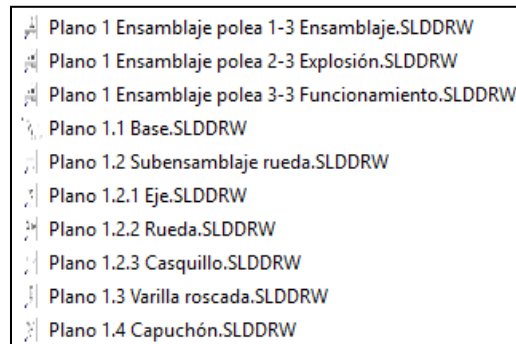 Plano 1 Ensamblaje polea 1-3 Ensamblaje.SLDDRW
Plano 1 Ensamblaje polea 2-3 Explosión.SLDDRW
Plano 1 Ensamblaje polea 3-3 Funcionamiento.SLDDRW
Plano 1.1 Base.SLDDRW
Plano 1.2 Subensamblaje rueda.SLDDRW
Plano 1.2.1 Eje.SLDDRW
Plano 1.2.2 Rueda.SLDDRW
Plano 1.2.3 Casquillo.SLDDRW
Plano 1.3 Varilla roscada.SLDDRW
Plano 1.4 Capuchón.SLDDRW